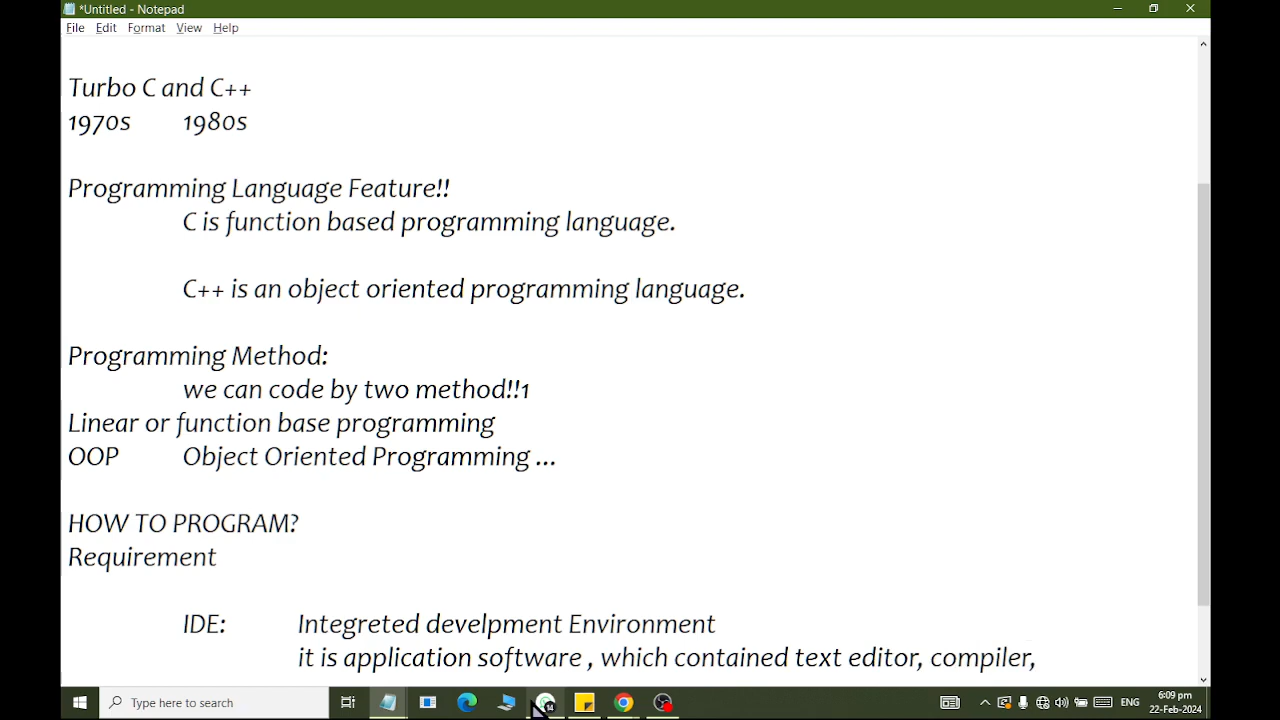 *Untitled - Notepad
File Edit Format View Help
Turbo C and C++
1970s 1980s
Programming Language Feature!!
C is function based programming language.
C++ is an object oriented programming language.
Programming Method:
we can code by two method!!1
Linear or function base programming
OOP Object Oriented Programming ...
HOW TO PROGRAM?
Requirement
IDE: Integreted develpment Environment
it is application software , which contained text editor, compiler,
Type here to search
14
ENG
6:09 pm
22-Feb-2024